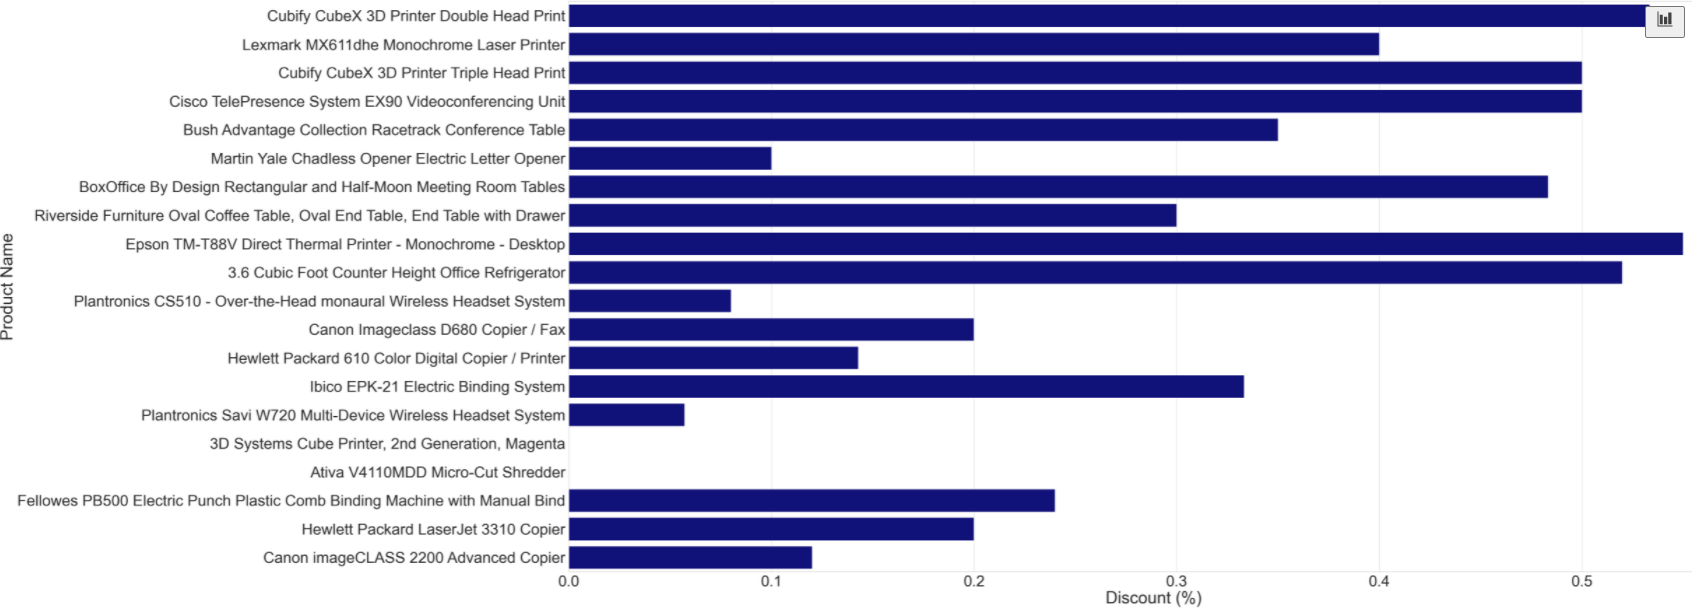 Cubify CubeX 3D Printer Double Head Print
Lexmark MX611dhe Monochrome Laser Printer
Cubify CubeX 3D Printer Triple Head Print
Cisco TelePresence System EX90 Videoconferencing Unit
Bush Advantage Collection Racetrack Conference Table
Martin Yale Chadless Opener Electric Letter Opener
BoxOffice By Design Rectangular and Half-Moon Meeting Room Tables
Riverside Furniture Oval Coffee Table, Oval End Table, End Table with Drawer
Epson TM-T88V Direct Thermal Printer - Monochrome - Desktop
3.6 Cubic Foot Counter Height Office Refrigerator
Plantronics CS510 - Over-the-Head monaural Wireless Headset System
Canon Imageclass D680 Copier / Fax
Hewlett Packard 610 Color Digital Copier / Printer
Ibico EPK-21 Electric Binding System
Plantronics Savi W720 Multi-Device Wireless Headset System
3D Systems Cube Printer, 2nd Generation, Magenta
Ativa V4110MDD Micro-Cut Shredder
Fellowes PB500 Electric Punch Plastic Comb Binding Machine with Manual Bind
Hewlett Packard LaserJet 3310 Copier
Canon imageCLASS 2200 Advanced Copier
Product Name
0.0 0.1 0.2 0.3 0.4 0.5
Discount (%)